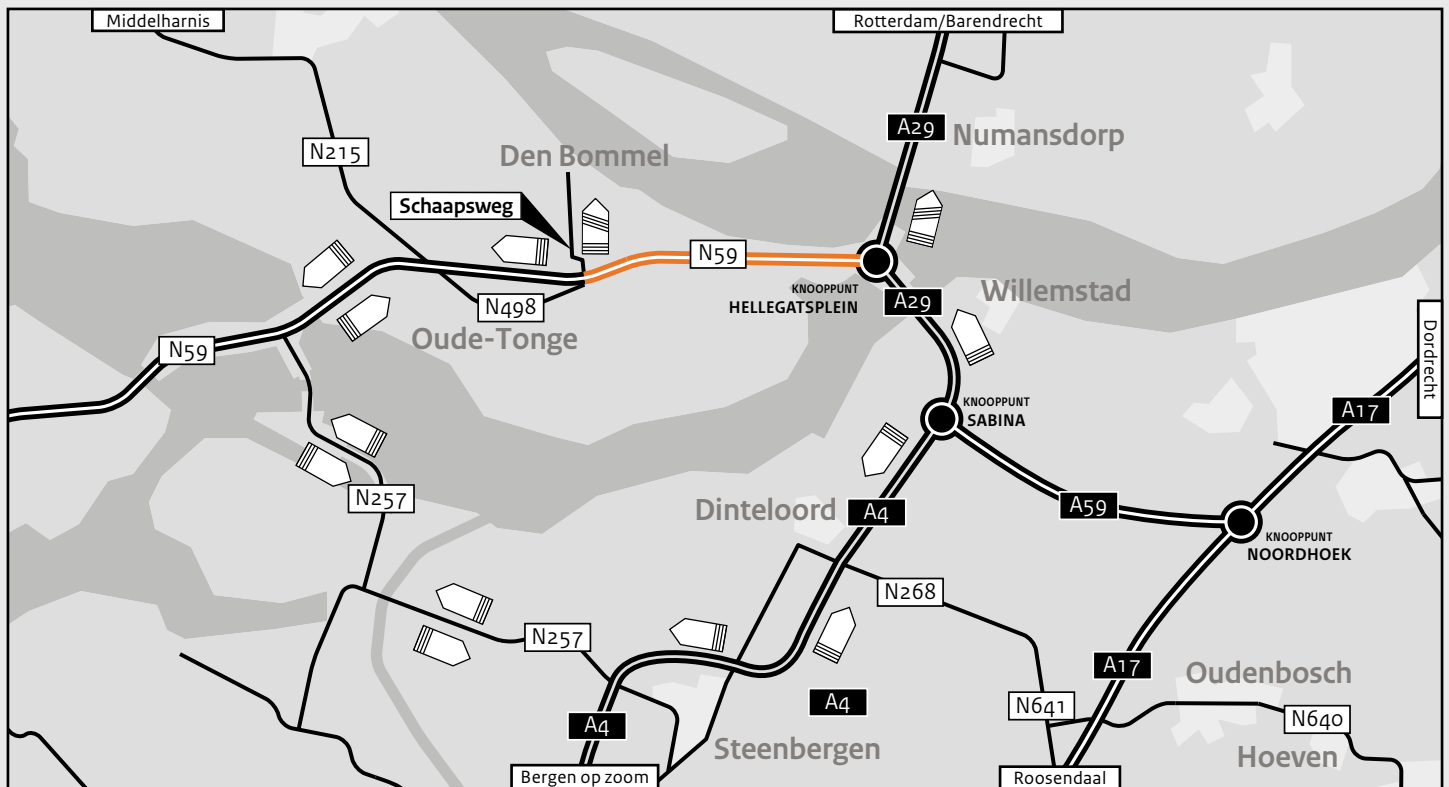 Middelharnis
Rotterdam/Barendrecht
A29
Numansdorp
N215
Den Bommel
Schaapsweg
N59
KNOOPPUNT
HELLEGATSPLEIN
A29
Willemstad
N498
Oude-Tonge
N59
Dordrecht
KNOOPPUNT
SABINA
A17
N257
Dinteloord
A4
A59
KNOOPPUNT
NOORDHOEK
N268
N257
A17
Oudenbosch
A4
A4
N641
N640
Steenbergen
Hoeven
Bergen op zoom
Roosendaal